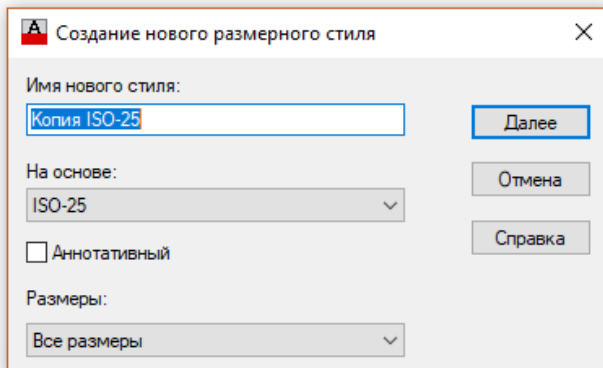 Создание нового размерного стиля
Имя нового стиля:
Копия ISO-25
Далее
На основе:
Отмена
ISO-25
Справка
Аннотативный
Размеры:
Все размеры